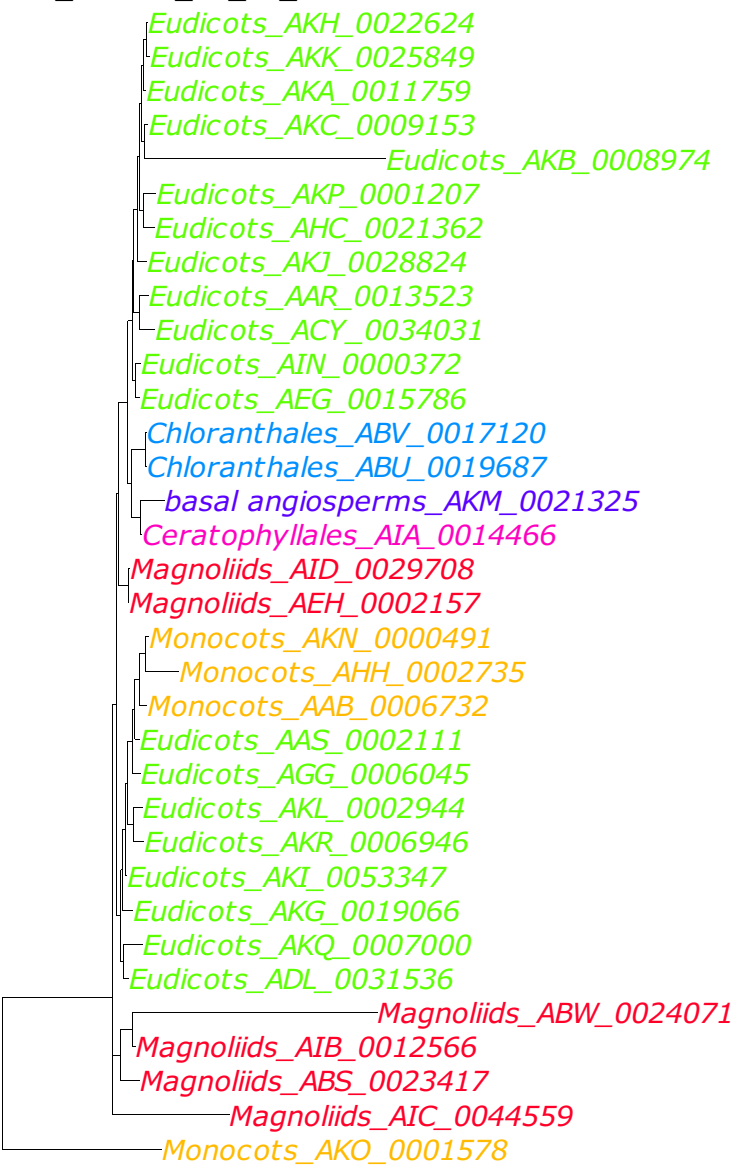 Eudicots_AKH_0022624
Eudicots_AKK_0025849
Eudicots_AKA_0011759
Eudicots_AKC_0009153
Eudicots_AKB_0008974
Eudicots_AKP_0001207
Eudicots_AHC_0021362
Eudicots_AKJ_0028824
Eudicots_AAR_0013523
Eudicots_ACY_0034031
Eudicots_AIN_0000372
Eudicots_AEG_0015786
Chloranthales_ABV_0017120
Chloranthales_ABU_0019687
basal angiosperms_AKM_0021325
Ceratophyllales_AIA_0014466
Magnoliids_AID_0029708
Magnoliids_AEH_0002157
Monocots_AKN_0000491
Monocots_AHH_0002735
Monocots_AAB_0006732
Eudicots_AAS_0002111
Eudicots_AGG_0006045
Eudicots_AKL_0002944
Eudicots_AKR_0006946
Eudicots_AKI_0053347
Eudicots_AKG_0019066
Eudicots_AKQ_0007000
Eudicots_ADL_0031536
Magnoliids_ABW_0024071
Magnoliids_AIB_0012566
Magnoliids_ABS_0023417
Magnoliids_AIC_0044559
Monocots_AKO_0001578